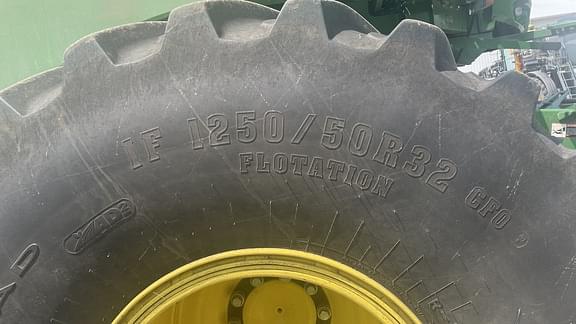 IF 1250/50R32 CFO D
FLOTATION